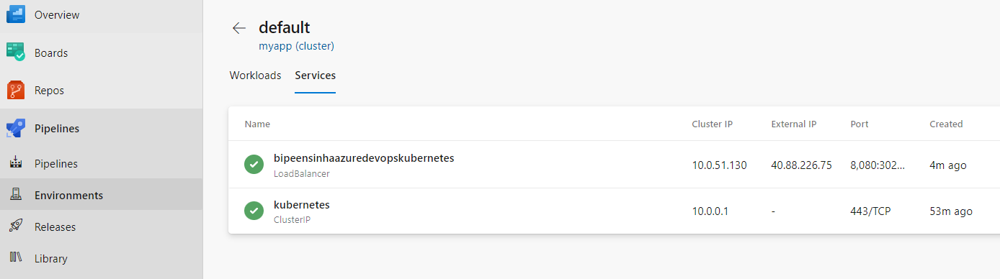 Overview
Boards
Repos
Pipelines
Pipelines
Environments
Releases
Library
default
myapp (cluster)
Workloads Services
Name Cluster IP External IP Port Created
bipeensinhaazuredevopskubernetes
LoadBalancer
10.0.51.130 40.88.226.75 8,080:302... 4m ago
kubernetes
ClusterIP
10.0.0.1 - 443/TCP 53m ago